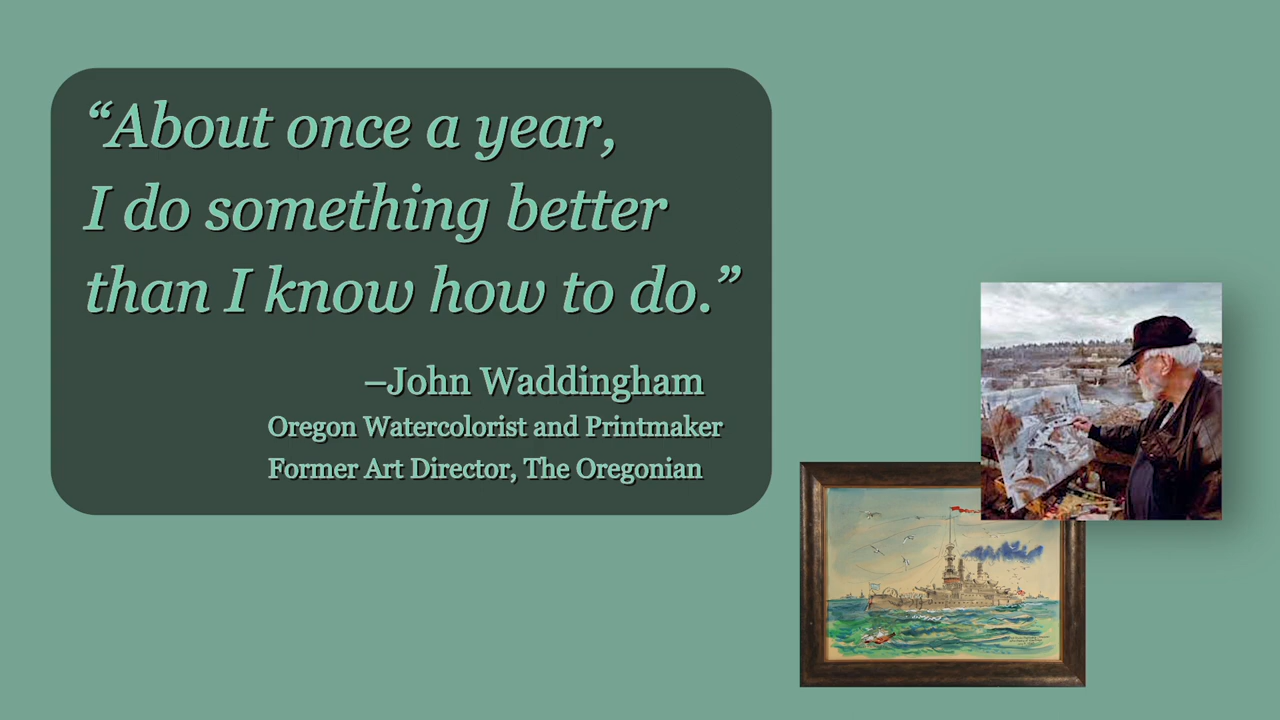 “About once a year,
I do something better
than I know how to do.”
–John Waddingham
Oregon Watercolorist and Printmaker
Former Art Director, The Oregonian